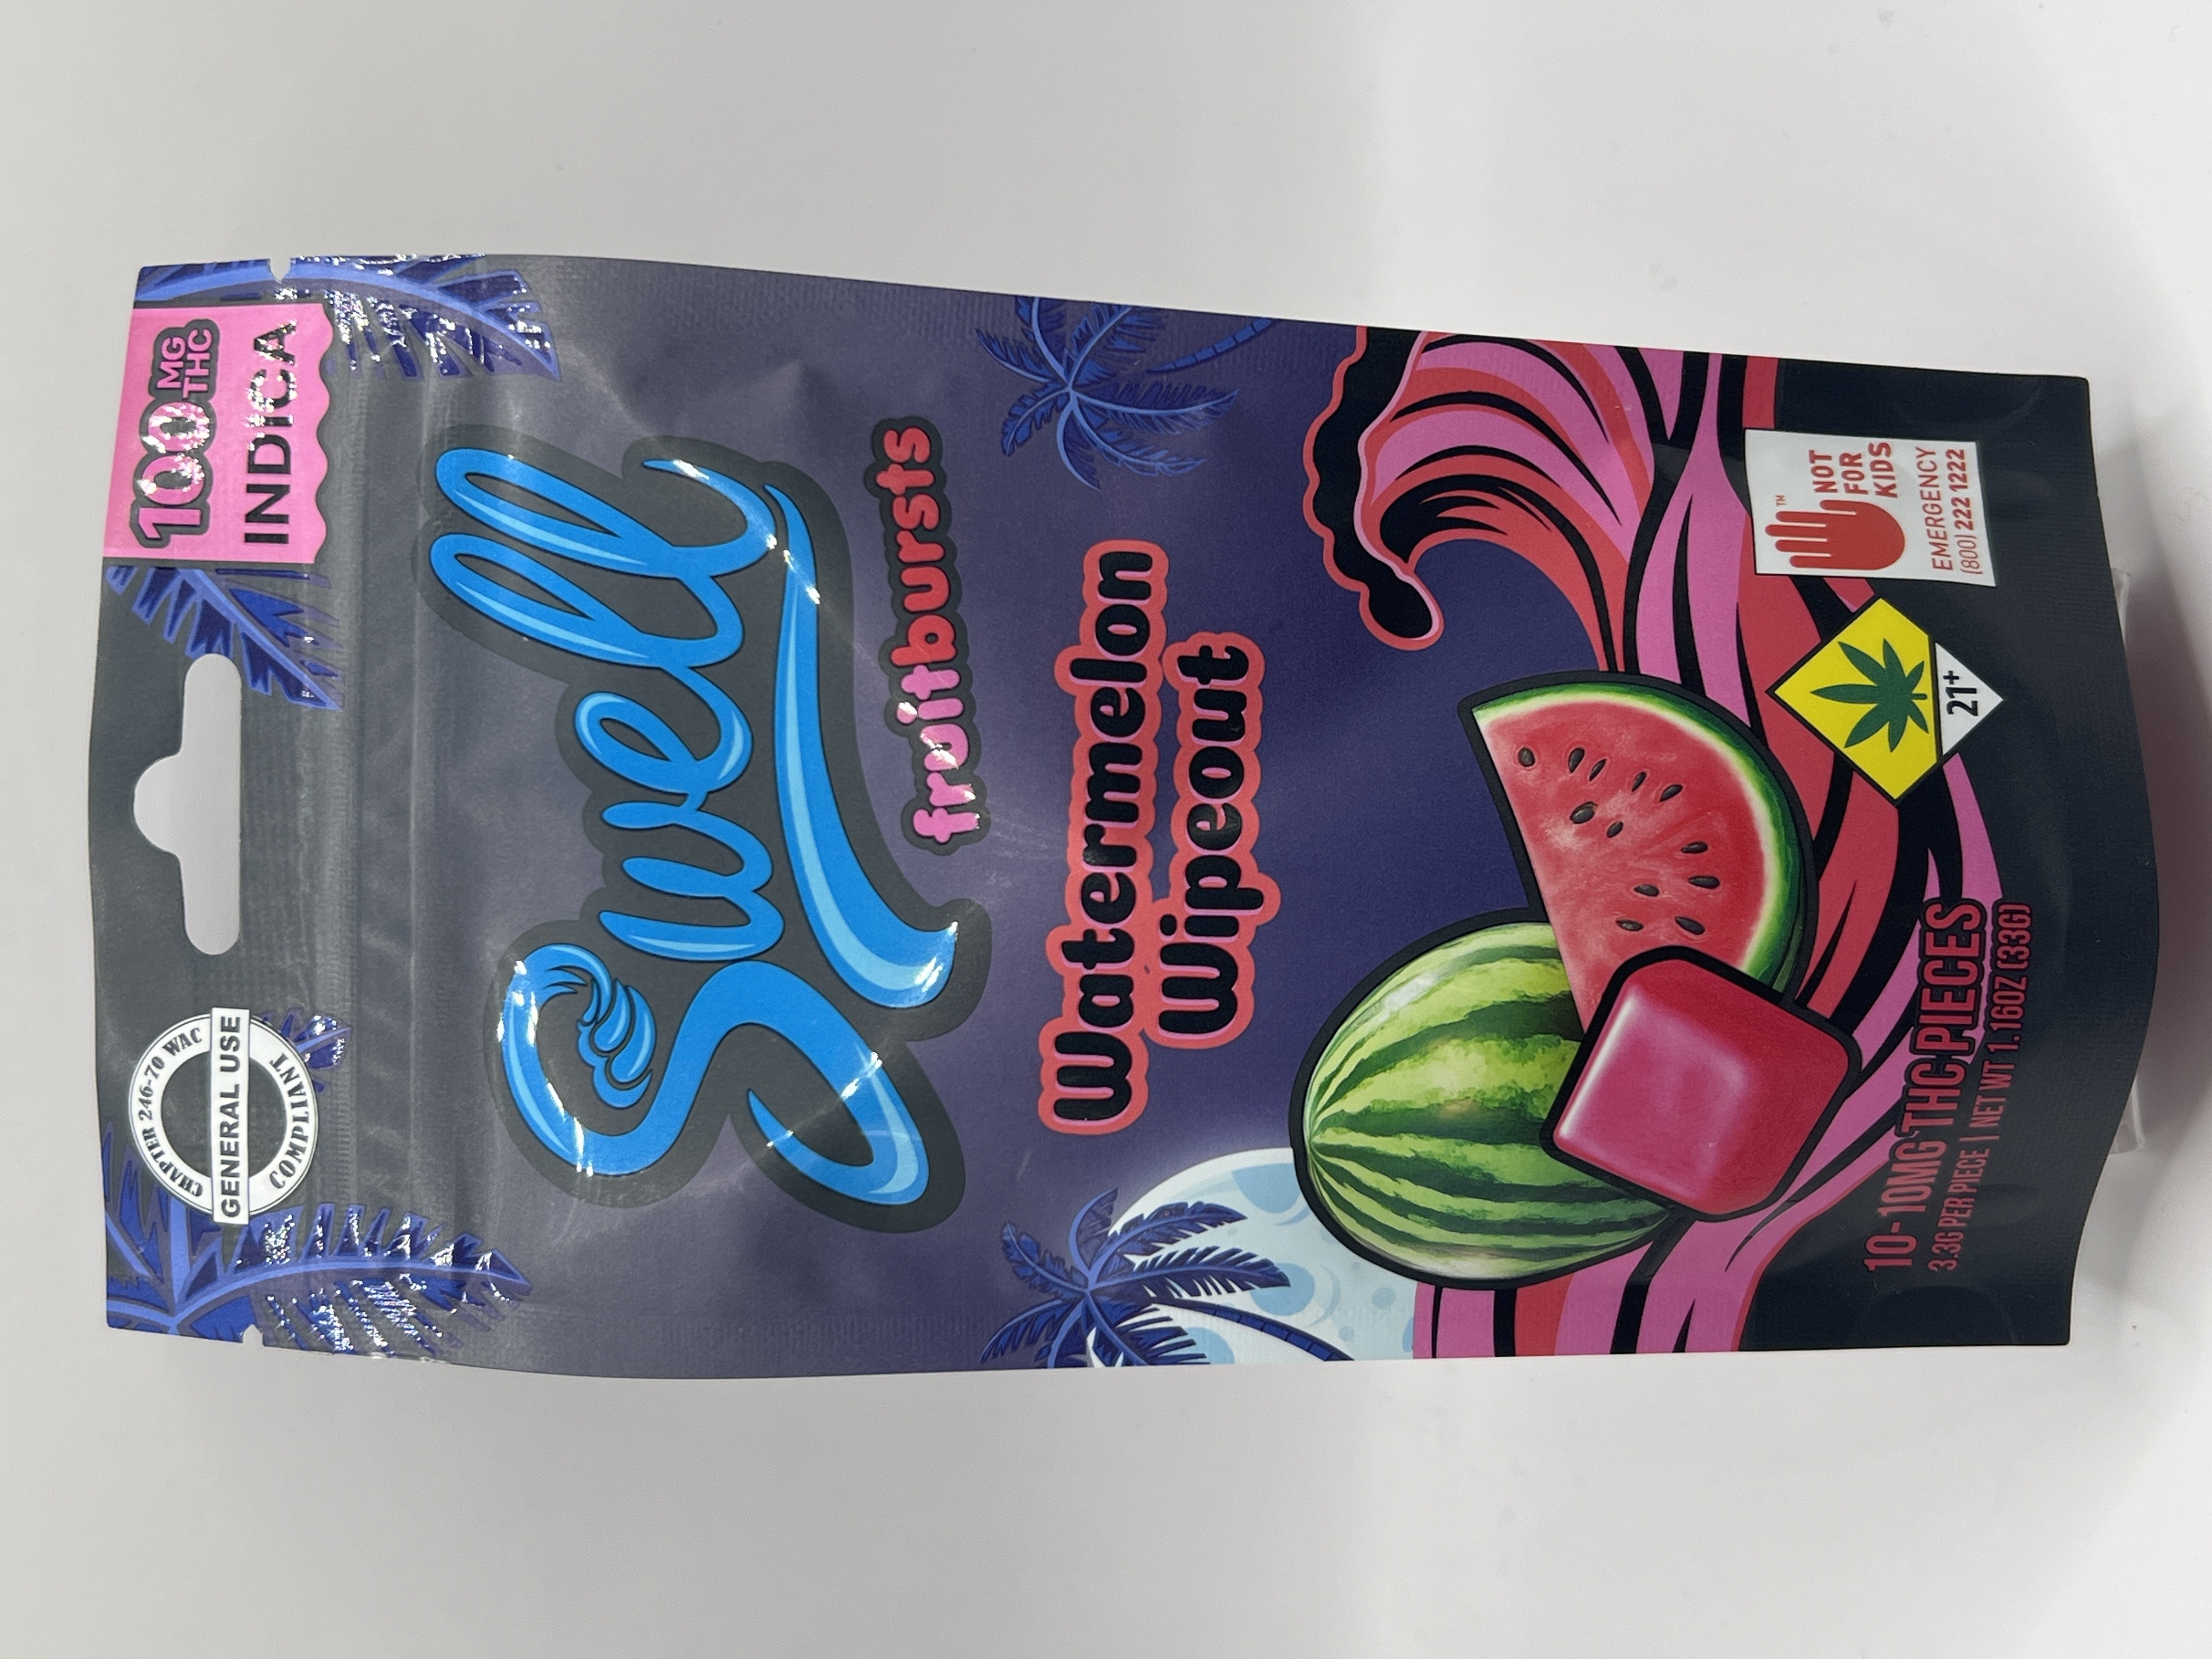 CHAPTER 246-70 WAC
GENERAL USE
COMPLIANT
100 MG THC
INDICA
Swell
fruitbursts
Watermelon
Wipeout
10-10MG THC PIECES
3.3G PER PIECE | NET WT 1.16OZ (33G)
21+
™
NOT
FOR
KIDS
EMERGENCY
(800) 222 1222